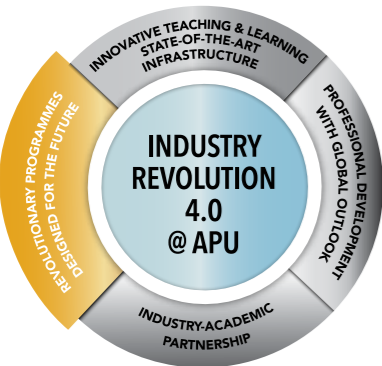 INNOVATIVE TEACHING & LEARNING
STATE-OF-THE-ART
INFRASTRUCTURE
REVOLUTIONARY PROGRAMMES
DESIGNED FOR THE FUTURE
INDUSTRY
REVOLUTION
4.0
@ APU
PROFESSIONAL DEVELOPMENT
WITH GLOBAL OUTLOOK
INDUSTRY-ACADEMIC
PARTNERSHIP